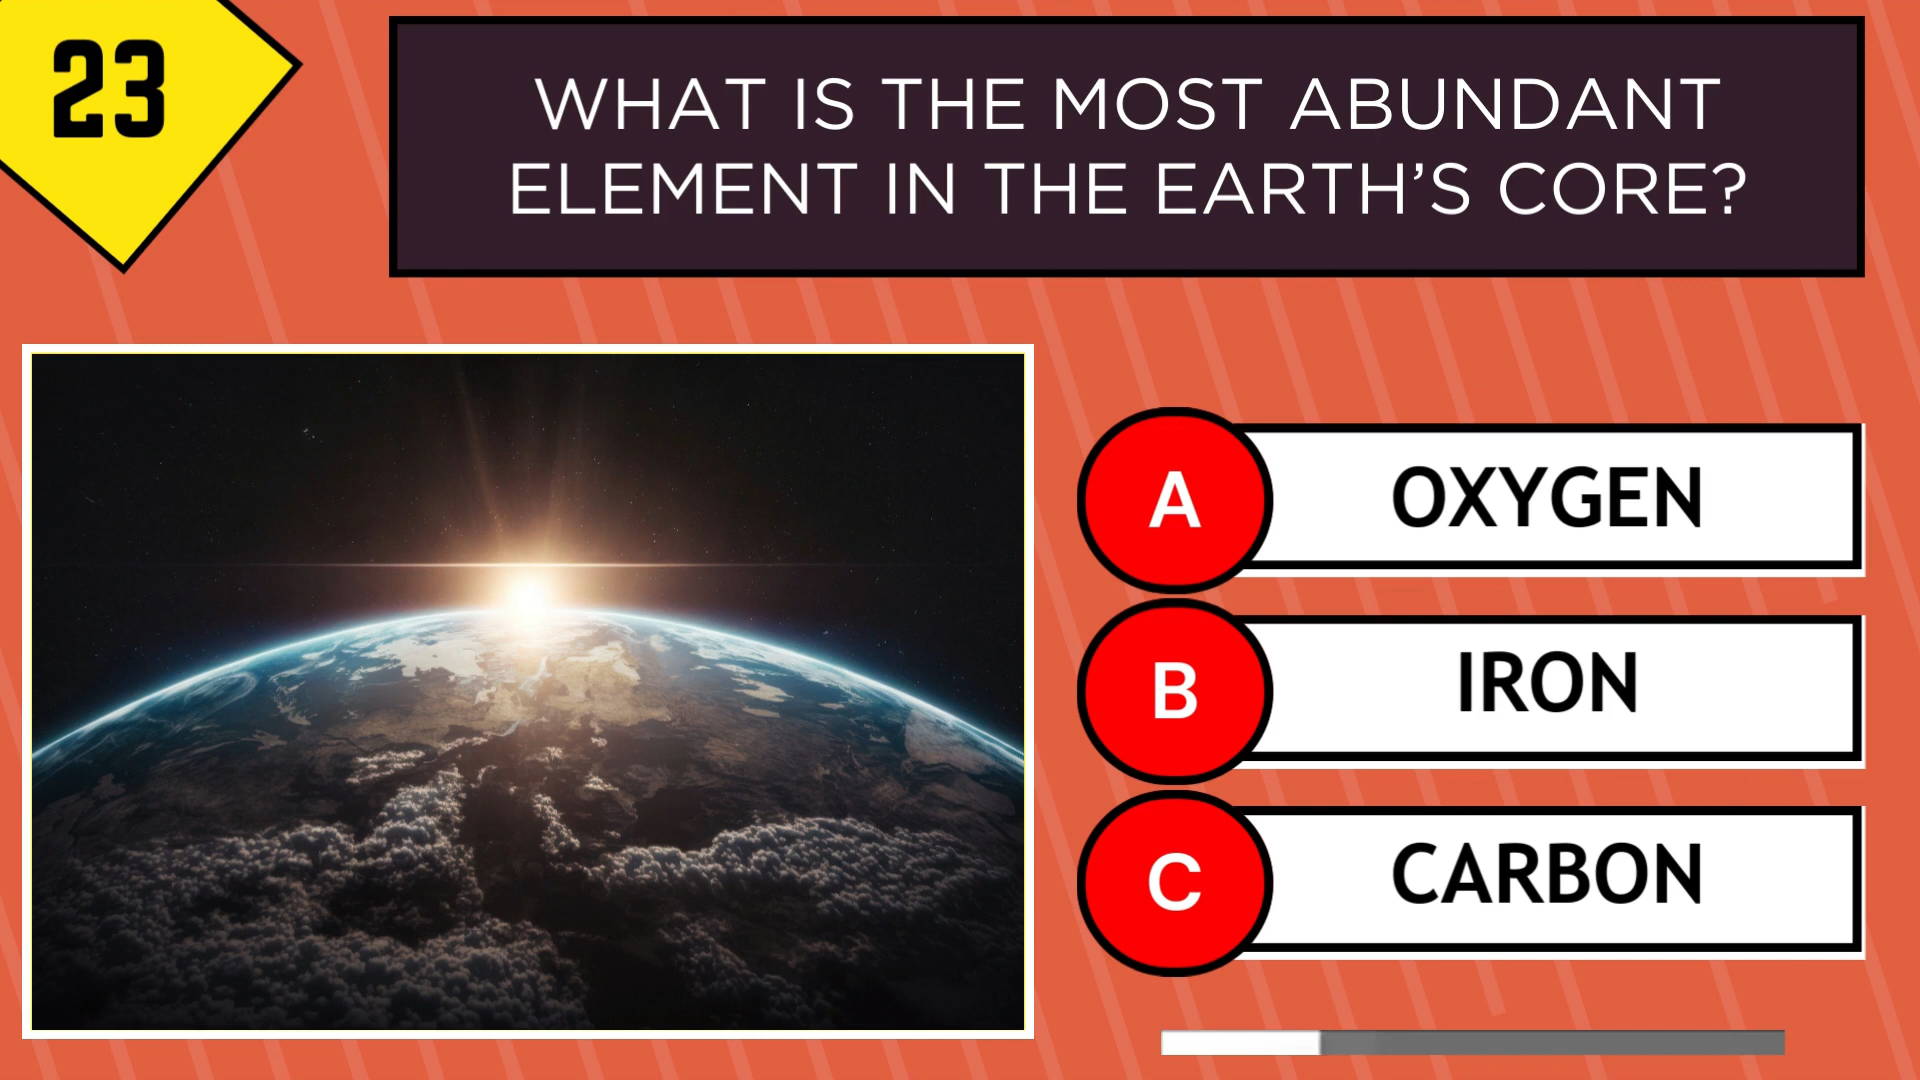 23
WHAT IS THE MOST ABUNDANT
ELEMENT IN THE EARTH’S CORE?
A OXYGEN
B IRON
C CARBON